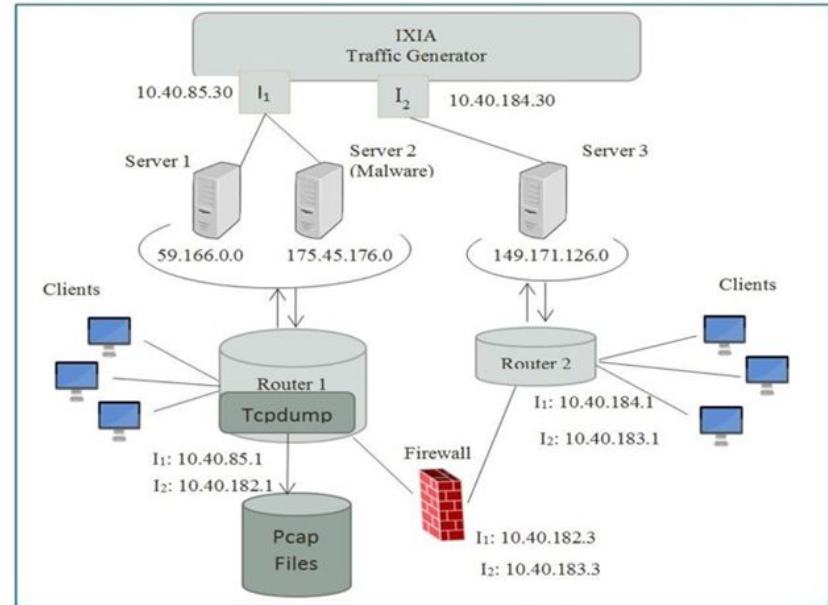 IXIA
Traffic Generator
10.40.85.30
I₁
I₂
10.40.184.30
Server 1
Server 2
(Malware)
Server 3
59.166.0.0
175.45.176.0
149.171.126.0
Clients
Clients
Router 1
Tcpdump
Router 2
I₁: 10.40.85.1
I₂: 10.40.182.1
Firewall
I₁: 10.40.184.1
I₂: 10.40.183.1
Pcap
Files
I₁: 10.40.182.3
I₂: 10.40.183.3